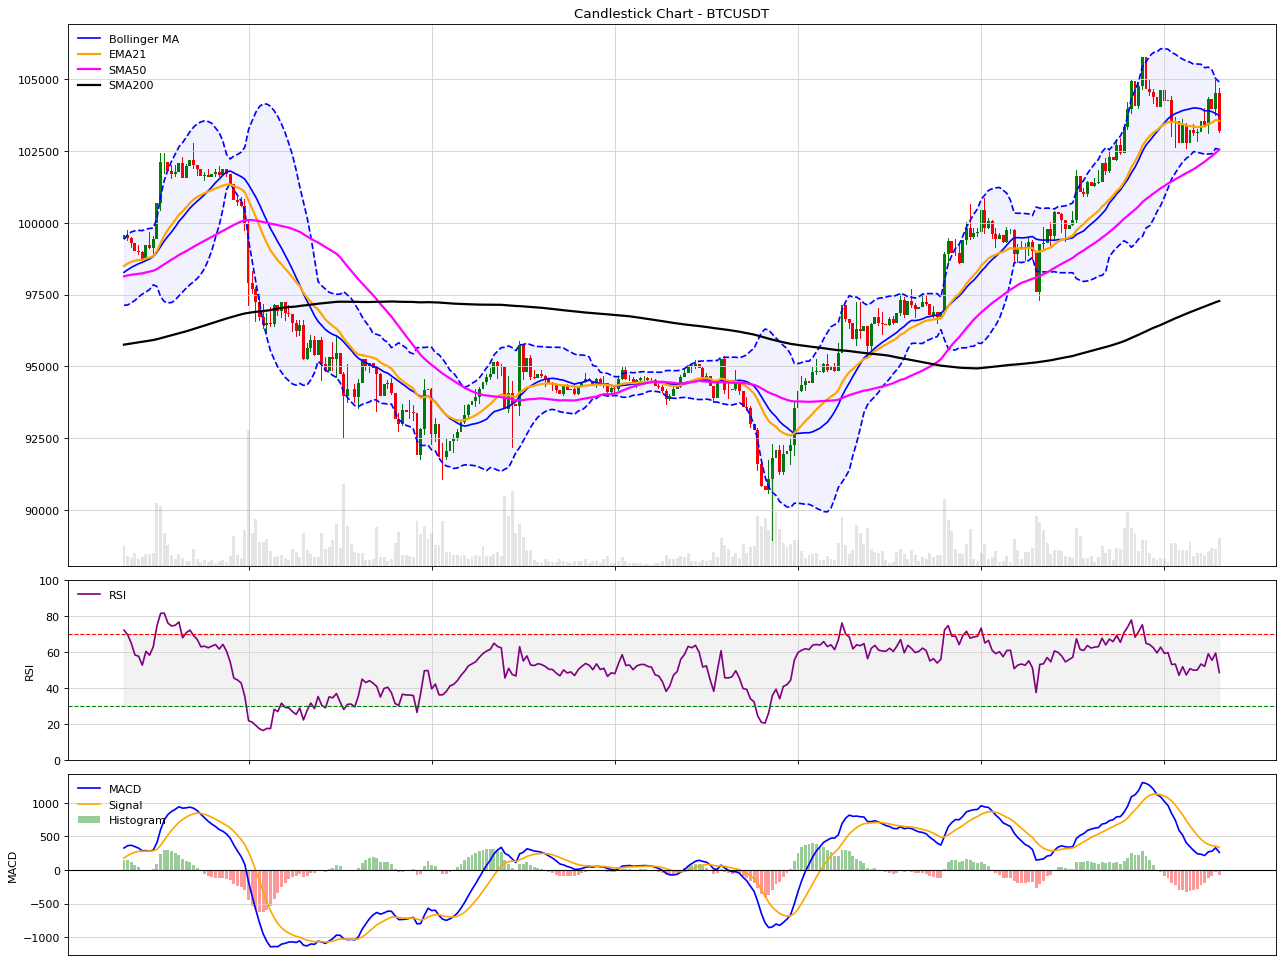 Candlestick Chart - BTCUSDT
Bollinger MA
EMA21
SMA50
SMA200
105000
102500
100000
97500
95000
92500
90000
RSI
100
80
60
40
20
0
RSI
MACD
Signal
Histogram
1000
500
0
−500
−1000
MACD